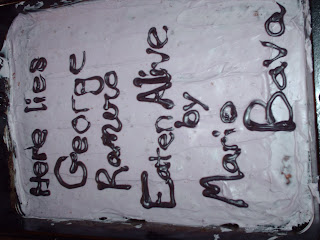 Here lies
George
Romero
Eaten Alive
by
Mario
Bava